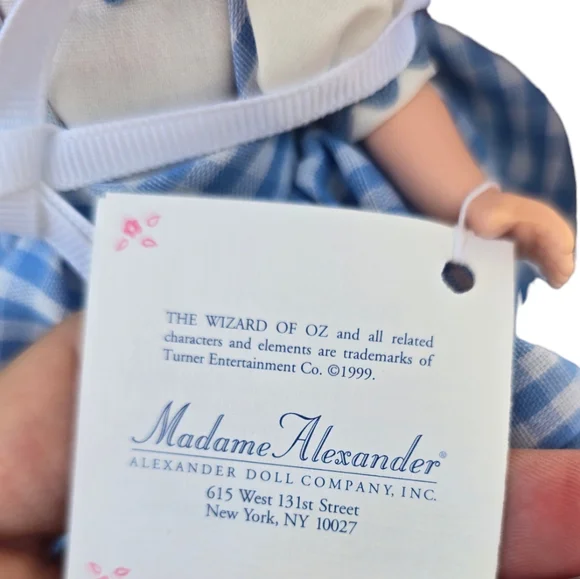 THE WIZARD OF OZ and all related
characters and elements are trademarks of
Turner Entertainment Co. ©1999.
Madame Alexander®
ALEXANDER DOLL COMPANY, INC.
615 West 131st Street
New York, NY 10027